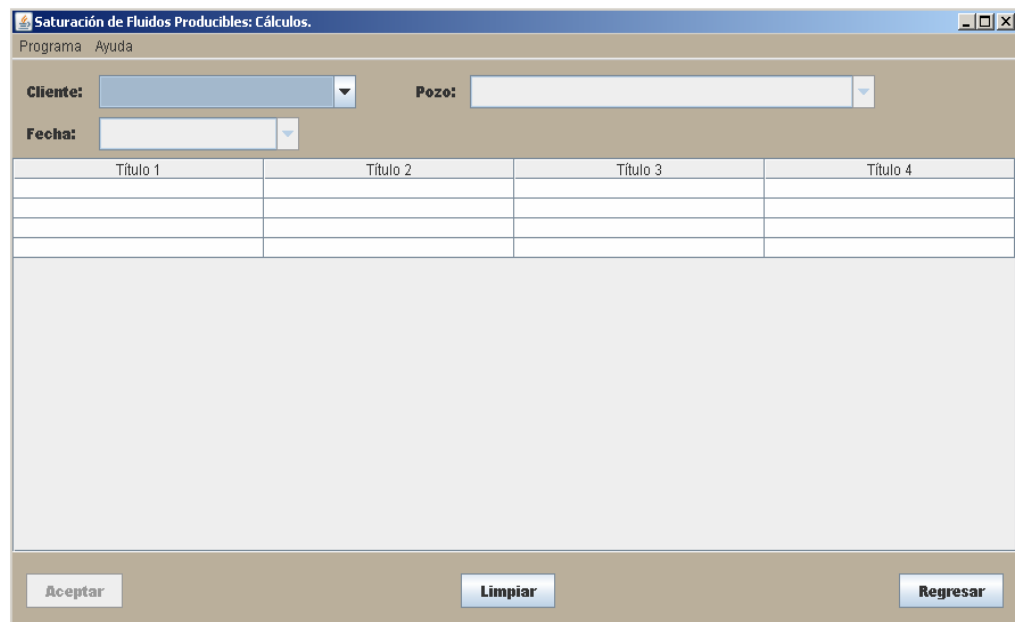 Saturación de Fluidos Producibles: Cálculos.
Programa Ayuda
Cliente: Pozo:
Fecha:
Título 1 Título 2 Título 3 Título 4
Aceptar Limpiar Regresar